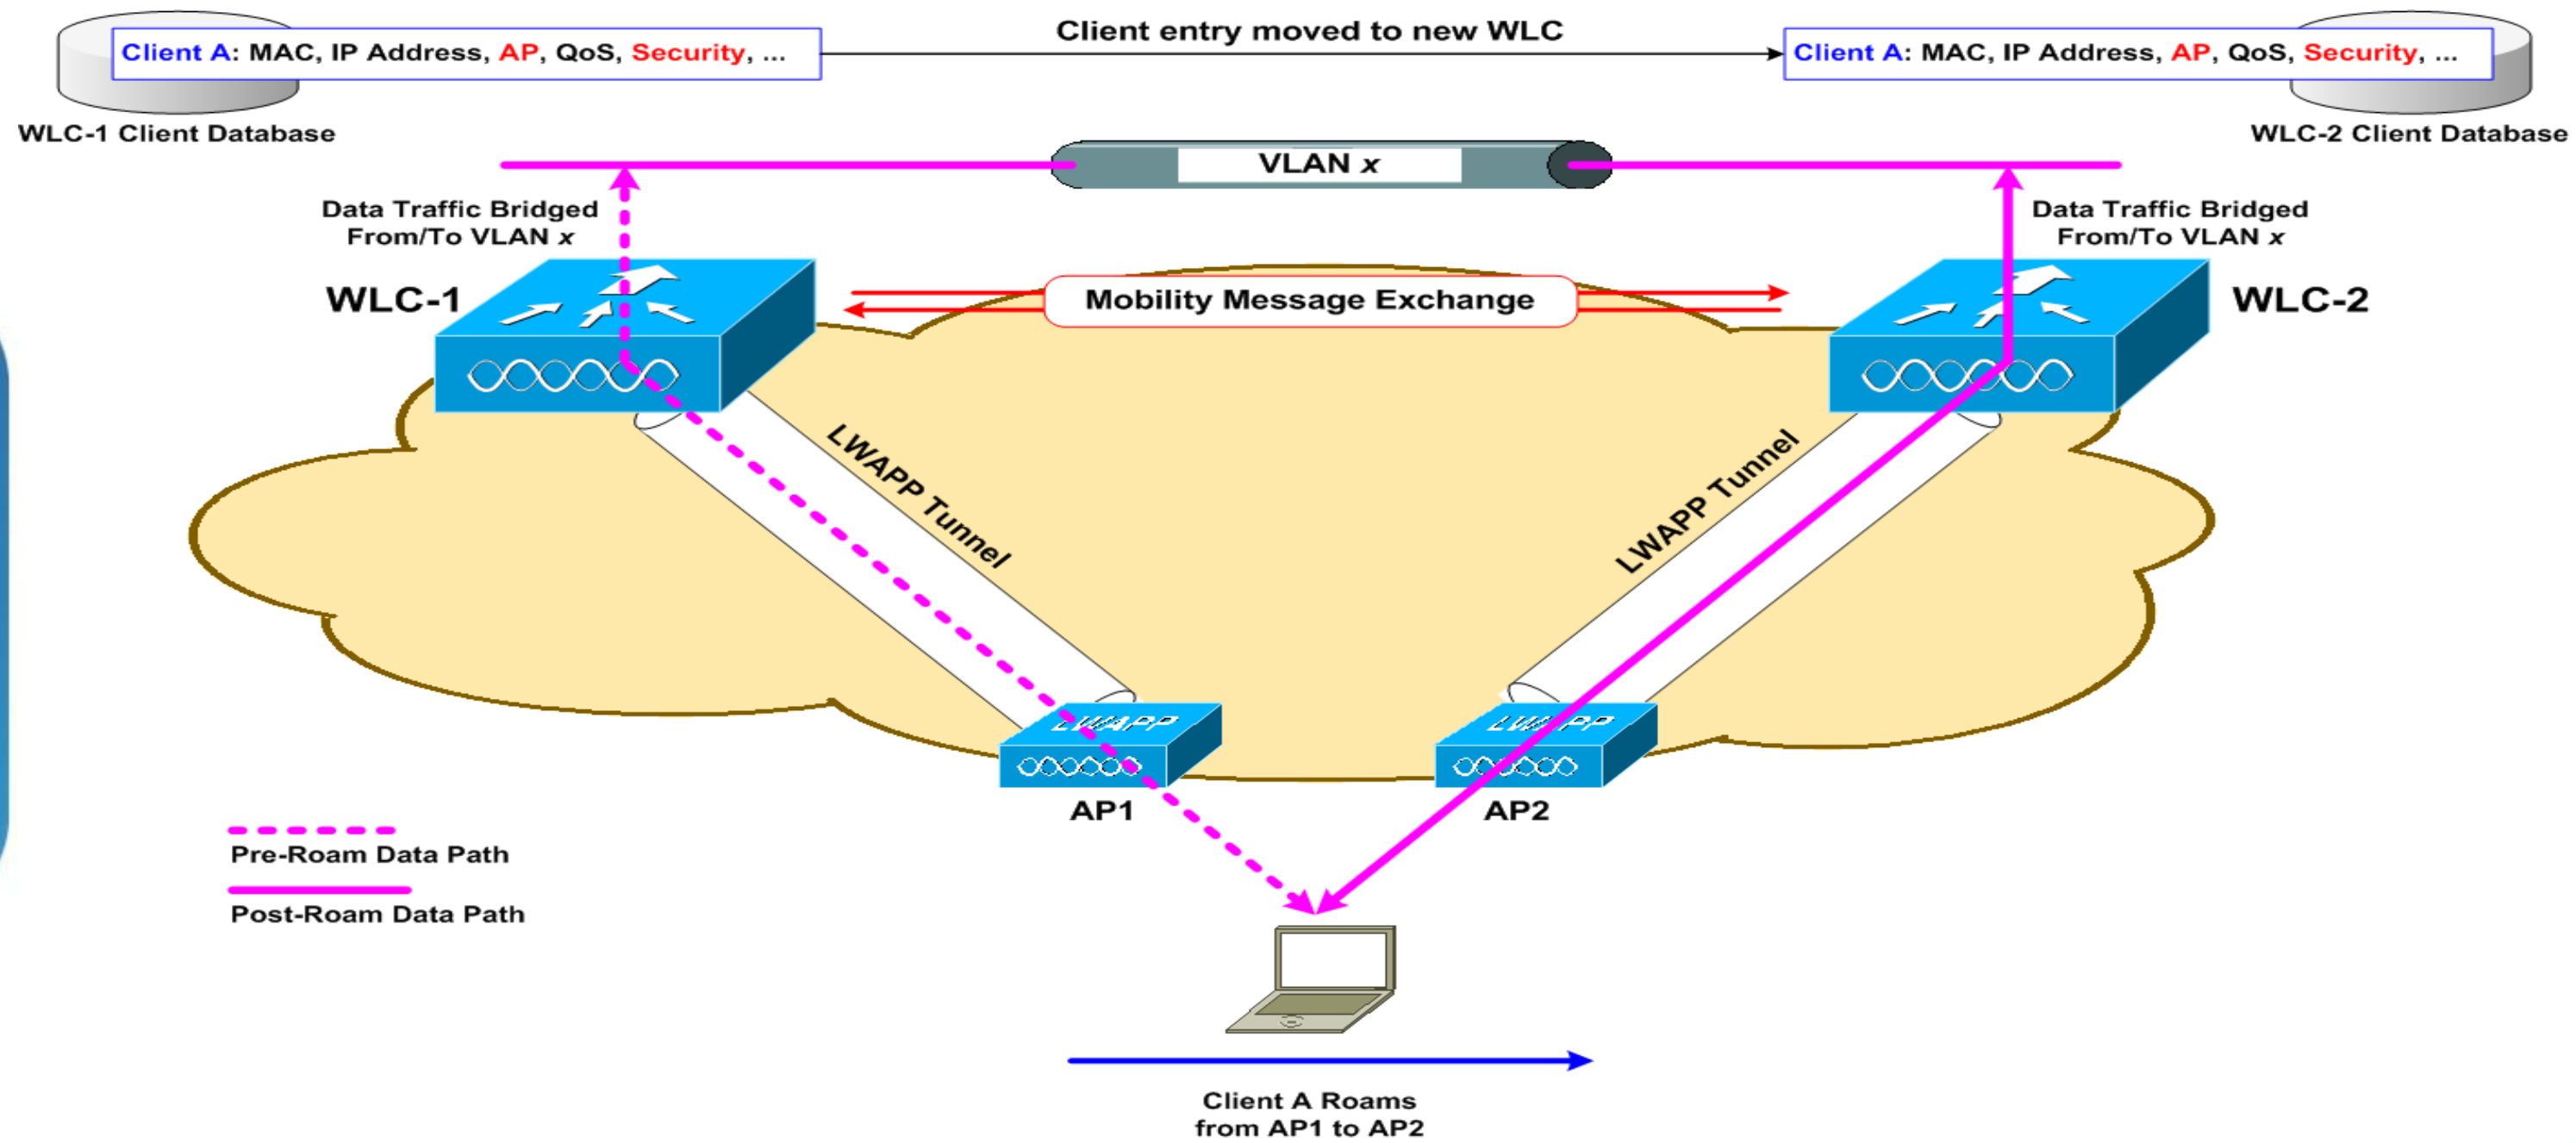 Client entry moved to new WLC
Client A: MAC, IP Address, AP, QoS, Security, ...
Client A: MAC, IP Address, AP, QoS, Security, ...
WLC-1 Client Database
WLC-2 Client Database
VLAN x
Data Traffic Bridged
From/To VLAN x
Data Traffic Bridged
From/To VLAN x
WLC-1
Mobility Message Exchange
WLC-2
LWAPP Tunnel
LWAPP Tunnel
LWAPP
LWAPP
AP1
AP2
Pre-Roam Data Path
Post-Roam Data Path
Client A Roams
from AP1 to AP2